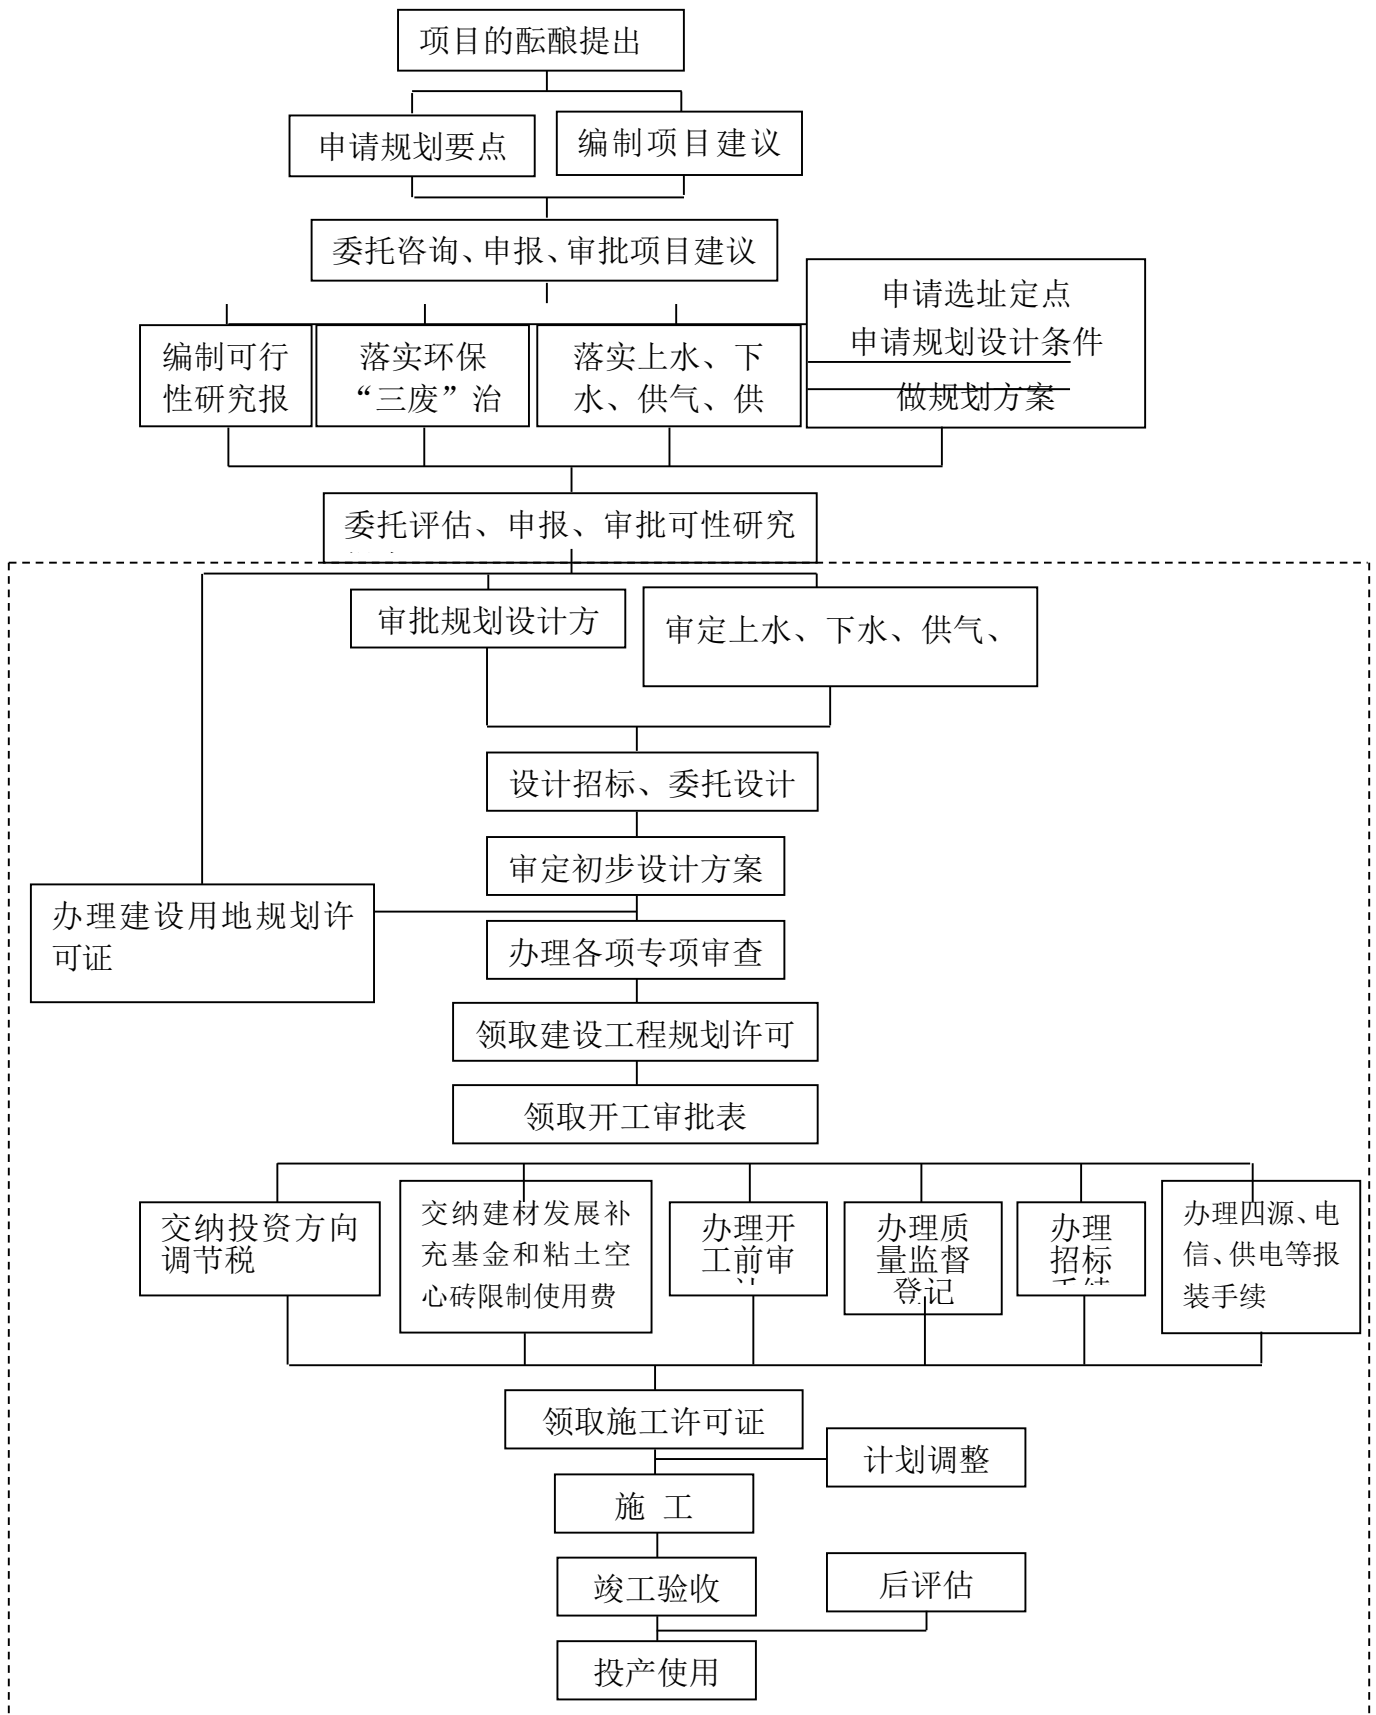 项目的酝酿提出
申请规划要点
编制项目建议
委托咨询、申报、审批项目建议
编制可行
性研究报
落实环保
“三废”治
落实上水、下
水、供气、供
申请选址定点
申请规划设计条件
做规划方案
委托评估、申报、审批可性研究
审批规划设计方
审定上水、下水、供气、
设计招标、委托设计
审定初步设计方案
办理建设用地规划许
可证
办理各项专项审查
领取建设工程规划许可
领取开工审批表
交纳投资方向
调节税
交纳建材发展补
充基金和粘土空
心砖限制使用费
办理开
工前审
办理质
量监督
登记
办理
招标
办理四源、电
信、供电等报
装手续
领取施工许可证
计划调整
施 工
竣工验收
后评估
投产使用